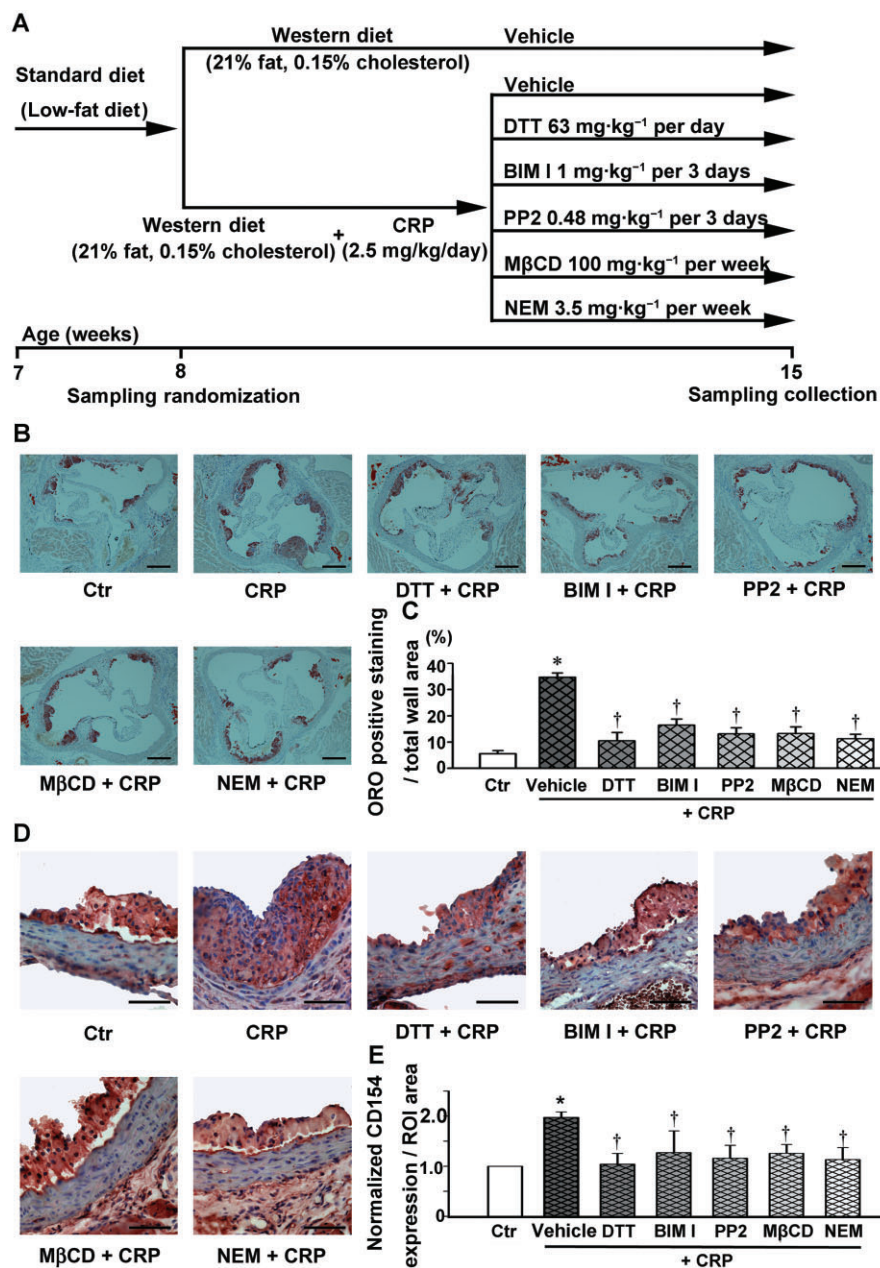 A
Western diet
Vehicle
(21% fat, 0.15% cholesterol)
Standard diet
(Low-fat diet)
Vehicle
DTT 63 mg·kg⁻¹ per day
BIM I 1 mg·kg⁻¹ per 3 days
PP2 0.48 mg·kg⁻¹ per 3 days
MβCD 100 mg·kg⁻¹ per week
NEM 3.5 mg·kg⁻¹ per week
Western diet + CRP
(21% fat, 0.15% cholesterol) (2.5 mg/kg/day)
Age (weeks)
7 8 15
Sampling randomization Sampling collection
B
Ctr CRP DTT + CRP BIM I + CRP PP2 + CRP
MβCD + CRP NEM + CRP
C
(%)
ORO positive staining
/ total wall area
40
30
20
10
0
* † † † † †
Ctr Vehicle DTT BIM I PP2 MβCD NEM
+ CRP
D
Ctr CRP DTT + CRP BIM I + CRP PP2 + CRP
MβCD + CRP NEM + CRP
E
Normalized CD154
expression / ROI area
2.0
1.0
0
* † † † † †
Ctr Vehicle DTT BIM I PP2 MβCD NEM
+ CRP